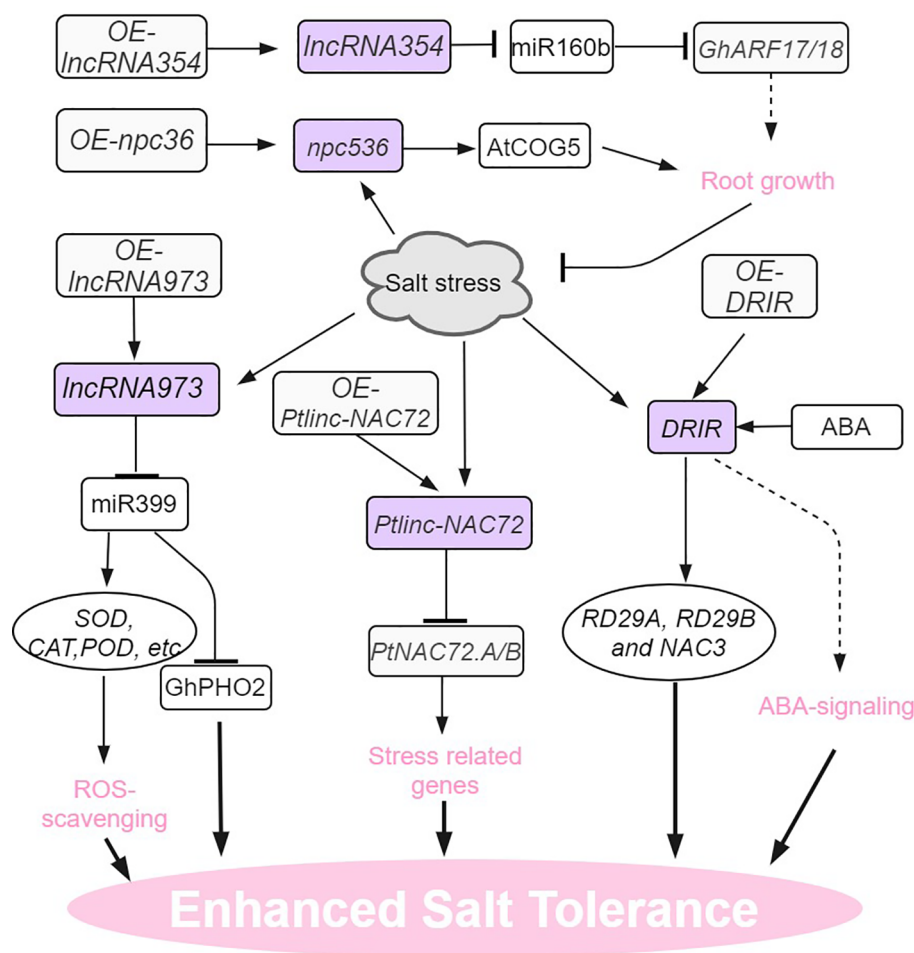 OE-
lncRNA354
lncRNA354
miR160b
GhARF17/18
OE-npc36
npc536
AtCOG5
Root growth
OE-
lncRNA973
Salt stress
OE-
DRIR
lncRNA973
OE-
Ptlinc-NAC72
DRIR
ABA
miR399
Ptlinc-NAC72
SOD,
CAT,POD, etc
RD29A, RD29B
and NAC3
PtNAC72.A/B
GhPHO2
ABA-signaling
Stress related
genes
ROS-
scavenging
Enhanced Salt Tolerance